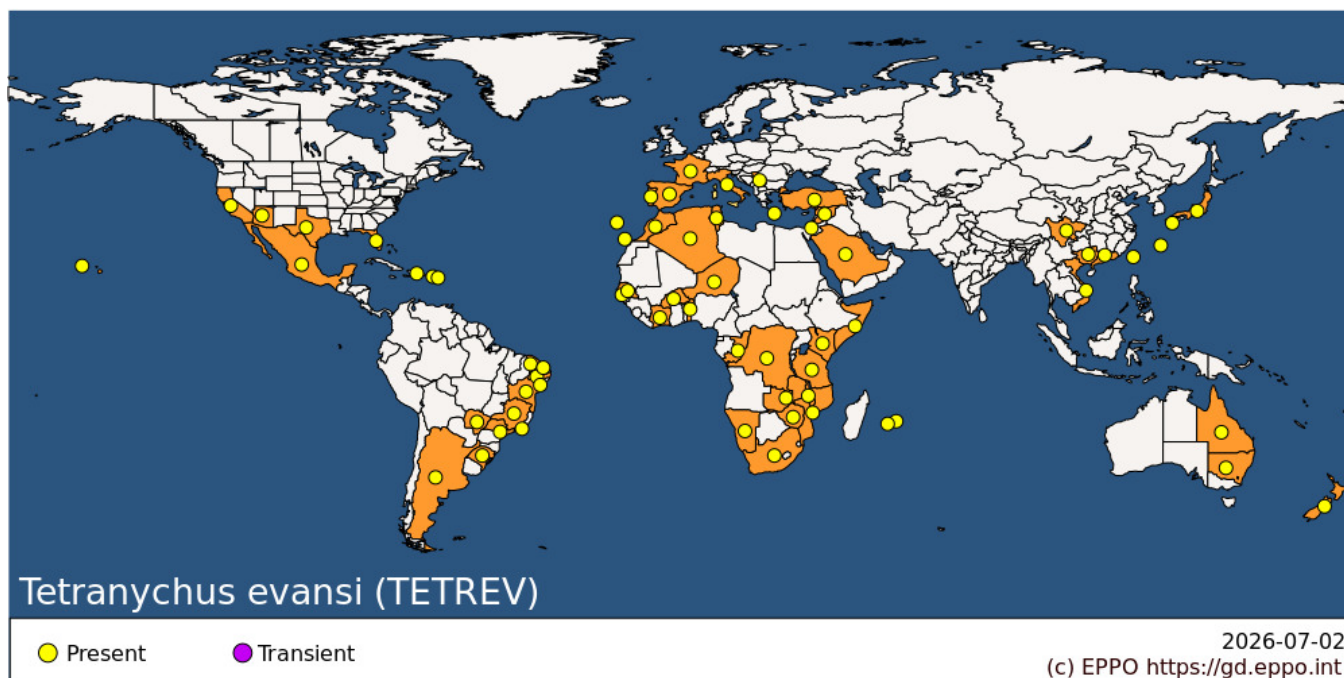 Tetranychus evansi (TETREV)
Present
Transient
2026-07-02
(c) EPPO https://gd.eppo.int